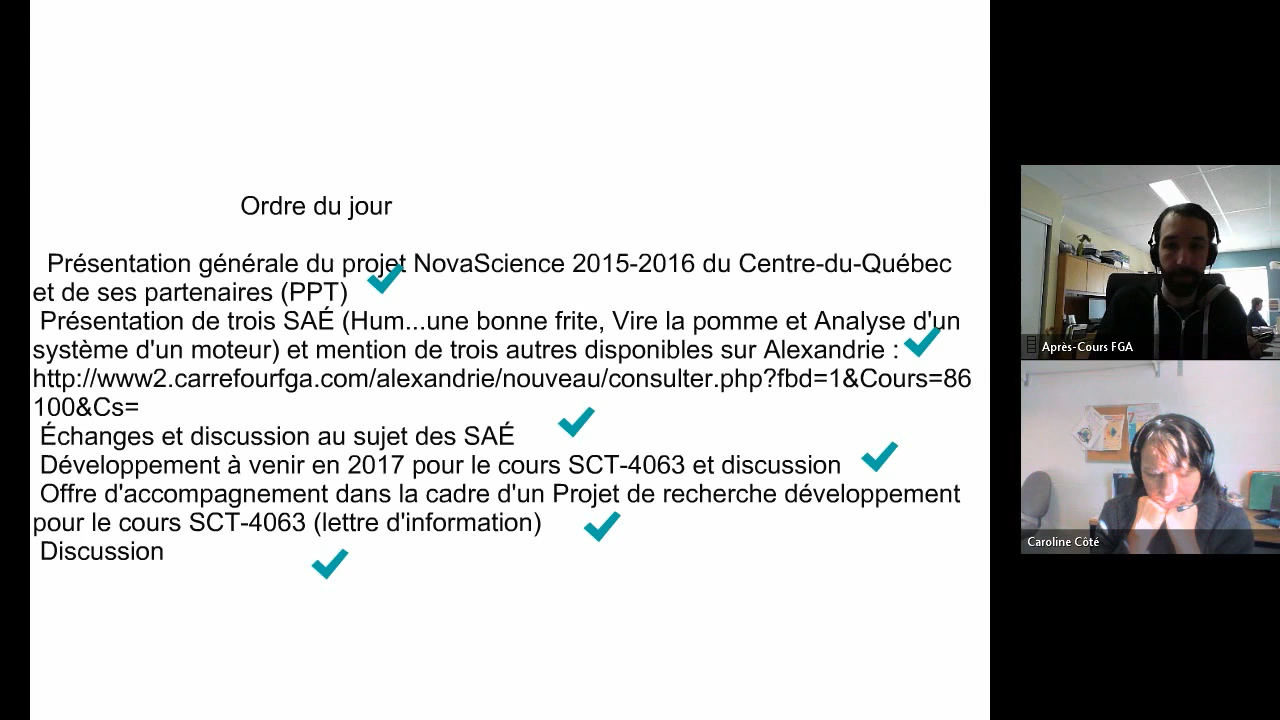 Ordre du jour
Présentation générale du projet NovaScience 2015-2016 du Centre-du-Québec
et de ses partenaires (PPT)
Présentation de trois SAÉ (Hum...une bonne frite, Vire la pomme et Analyse d'un
système d'un moteur) et mention de trois autres disponibles sur Alexandrie :
http://www2.carrefourfga.com/alexandrie/nouveau/consulter.php?fbd=1&Cours=86
100&Cs=
Échanges et discussion au sujet des SAÉ
Développement à venir en 2017 pour le cours SCT-4063 et discussion
Offre d'accompagnement dans la cadre d'un Projet de recherche développement
pour le cours SCT-4063 (lettre d'information)
Discussion
Après-Cours FGA
Caroline Côté